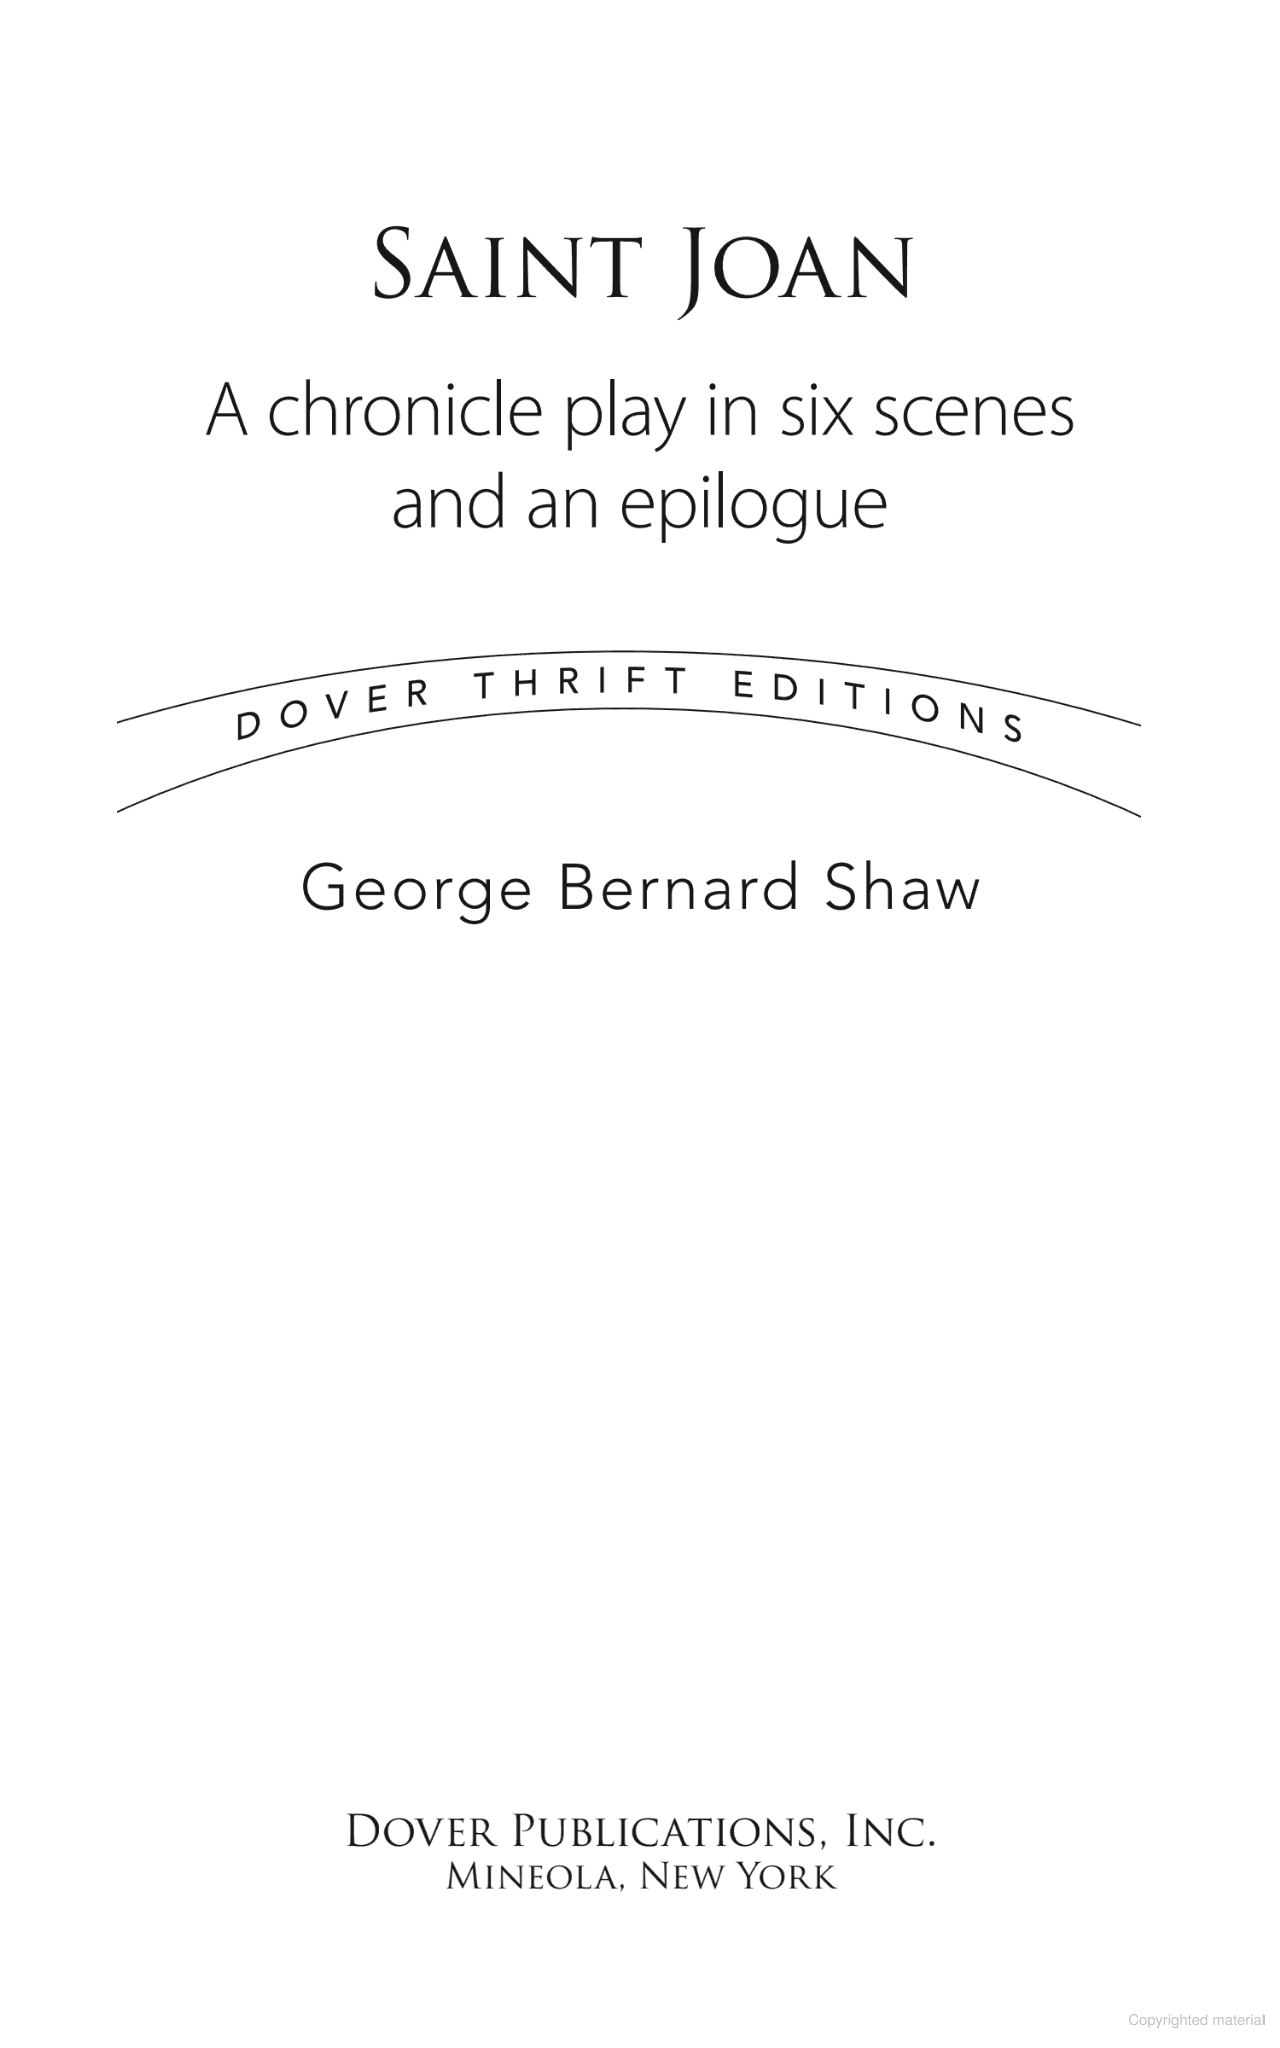 SAINT JOAN
A chronicle play in six scenes
and an epilogue
DOVER THRIFT EDITIONS
George Bernard Shaw
DOVER PUBLICATIONS, INC.
MINEOLA, NEW YORK
Copyrighted material